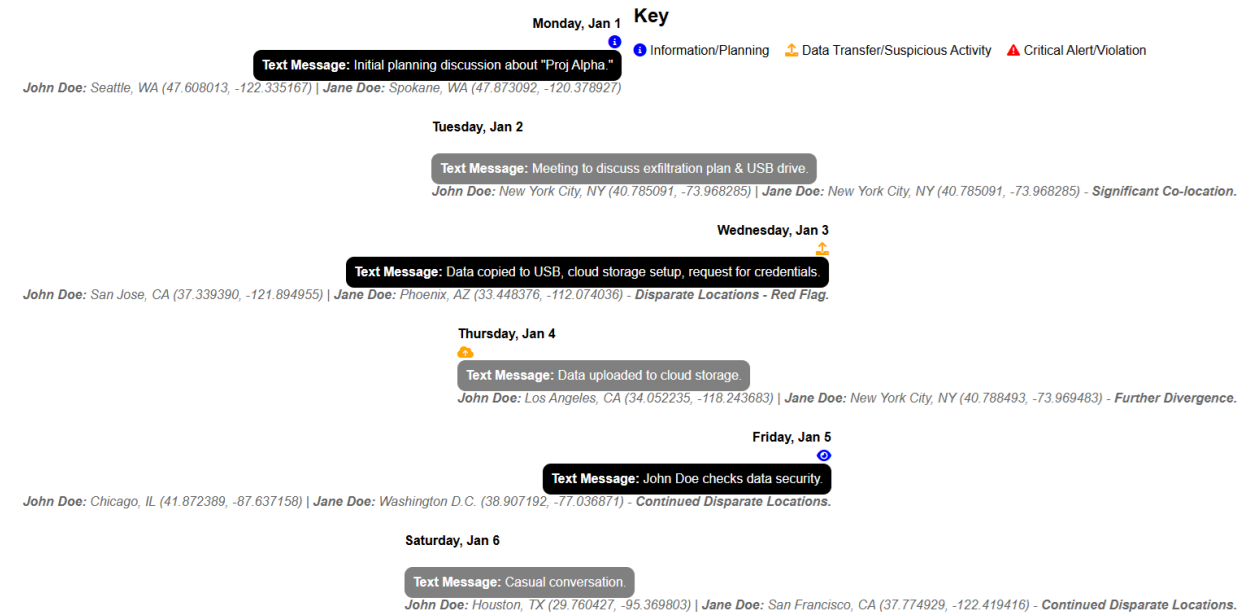 Monday, Jan 1
Key
Information/Planning Data Transfer/Suspicious Activity Critical Alert/Violation
Text Message: Initial planning discussion about "Proj Alpha."
John Doe: Seattle, WA (47.608013, -122.335167) | Jane Doe: Spokane, WA (47.873092, -120.378927)
Tuesday, Jan 2
Text Message: Meeting to discuss exfiltration plan & USB drive.
John Doe: New York City, NY (40.785091, -73.968285) | Jane Doe: New York City, NY (40.785091, -73.968285) - Significant Co-location.
Wednesday, Jan 3
Text Message: Data copied to USB, cloud storage setup, request for credentials.
John Doe: San Jose, CA (37.339390, -121.894955) | Jane Doe: Phoenix, AZ (33.448376, -112.074036) - Disparate Locations - Red Flag.
Thursday, Jan 4
Text Message: Data uploaded to cloud storage.
John Doe: Los Angeles, CA (34.052235, -118.243683) | Jane Doe: New York City, NY (40.788493, -73.969483) - Further Divergence.
Friday, Jan 5
Text Message: John Doe checks data security.
John Doe: Chicago, IL (41.872389, -87.637158) | Jane Doe: Washington D.C. (38.907192, -77.036871) - Continued Disparate Locations.
Saturday, Jan 6
Text Message: Casual conversation.
John Doe: Houston, TX (29.760427, -95.369803) | Jane Doe: San Francisco, CA (37.774929, -122.419416) - Continued Disparate Locations.